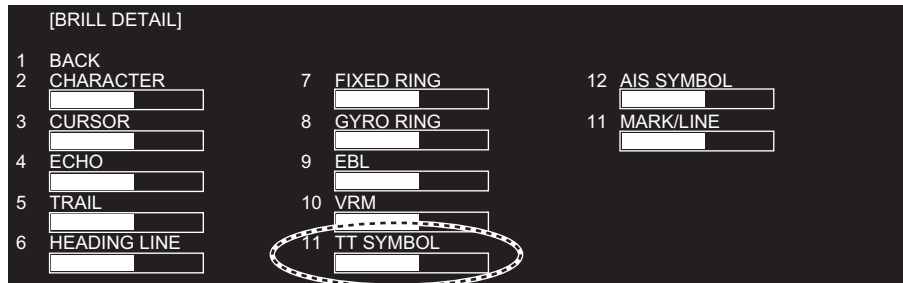 [BRILL DETAIL]
1 BACK
2 CHARACTER
3 CURSOR
4 ECHO
5 TRAIL
6 HEADING LINE
7 FIXED RING
8 GYRO RING
9 EBL
10 VRM
11 TT SYMBOL
12 AIS SYMBOL
11 MARK/LINE